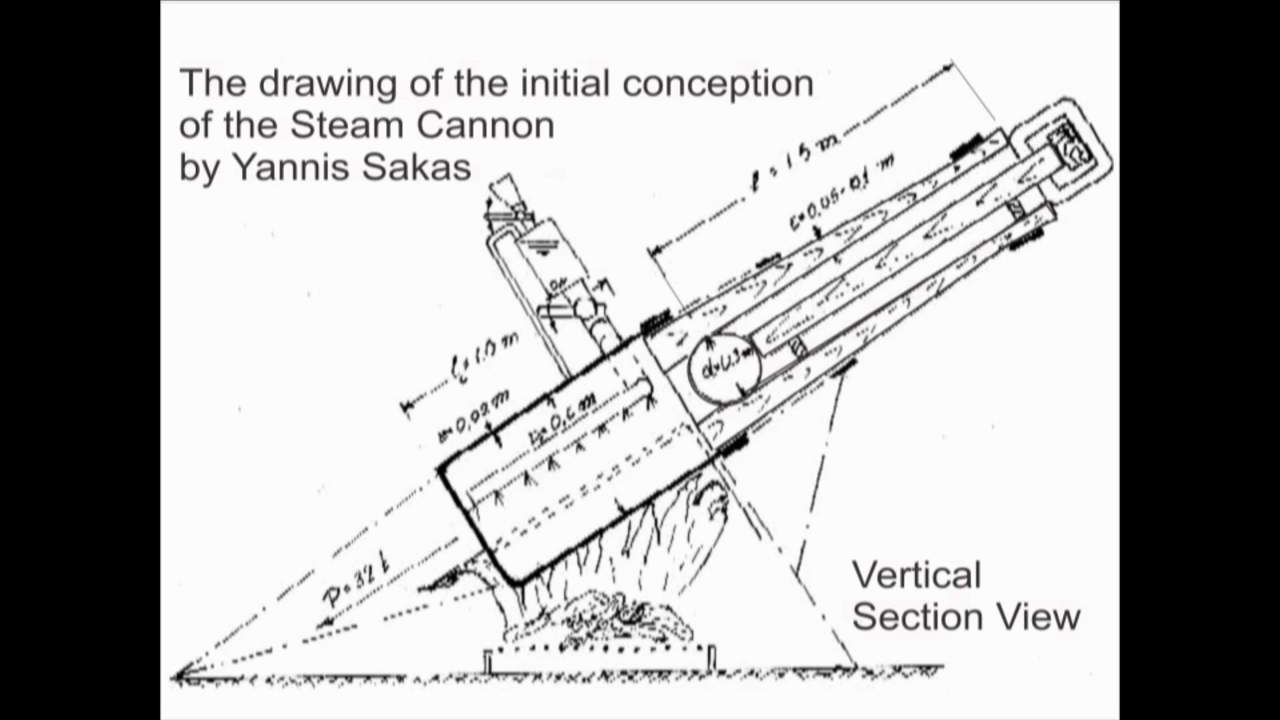 The drawing of the initial conception
of the Steam Cannon
by Yannis Sakas
Vertical
Section View